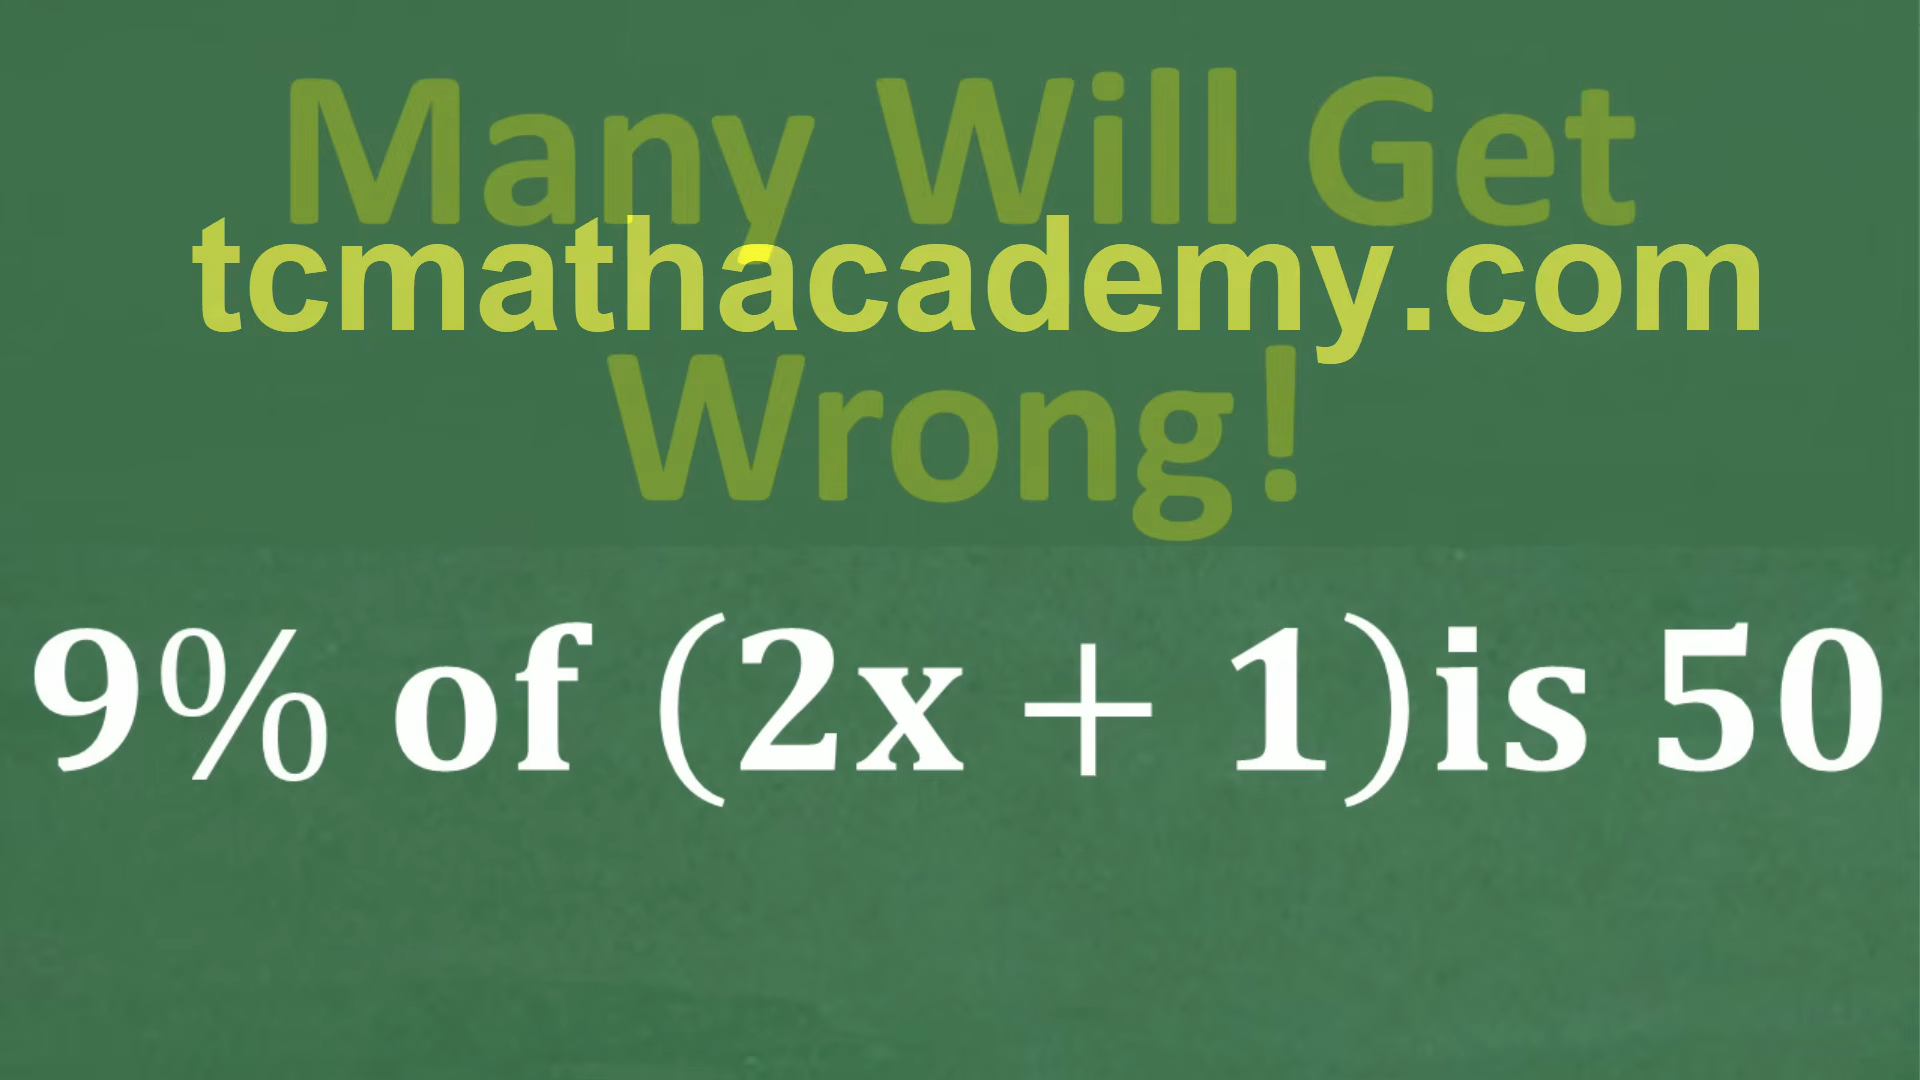 Many Will Get
tcmathacademy.com
Wrong!
9% of (2x + 1)is 50